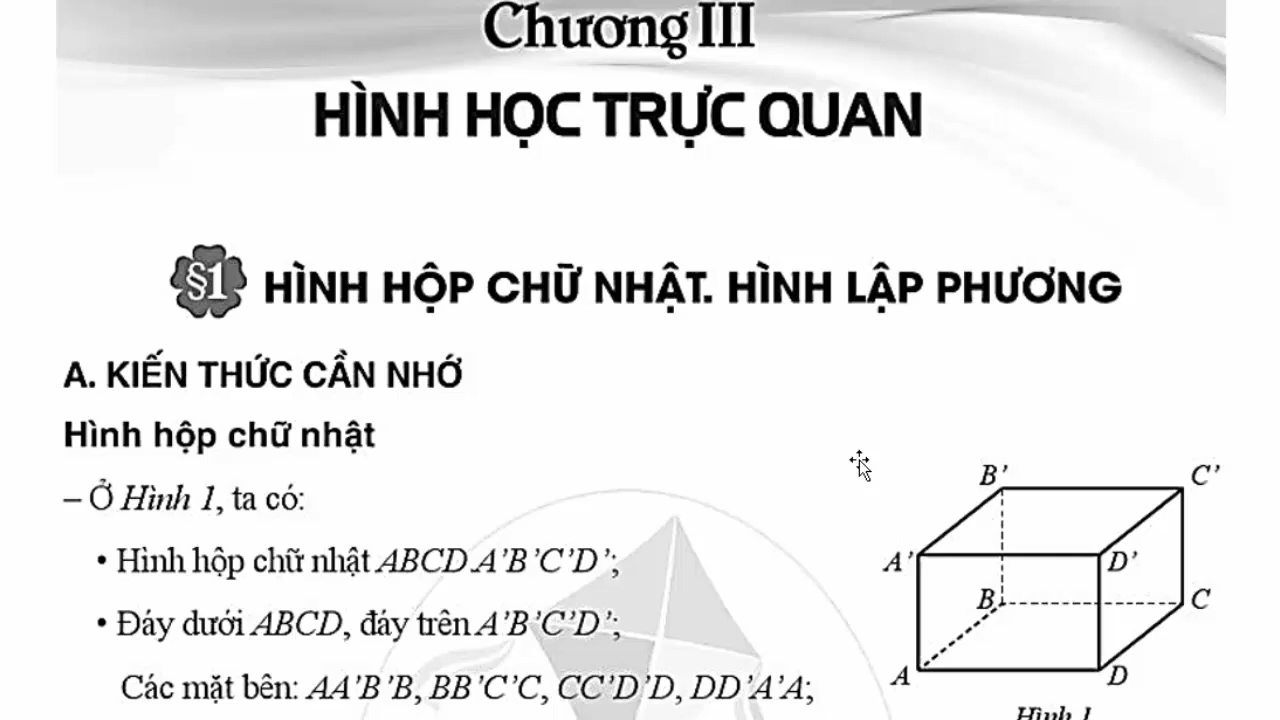 Chương III
HÌNH HỌC TRỰC QUAN
§1 HÌNH HỘP CHỮ NHẬT. HÌNH LẬP PHƯƠNG
A. KIẾN THỨC CẦN NHỚ
Hình hộp chữ nhật
– Ở Hình 1, ta có:
• Hình hộp chữ nhật ABCD.A’B’C’D’;
• Đáy dưới ABCD, đáy trên A’B’C’D’;
Các mặt bên: AA’B’B, BB’C’C, CC’D’D, DD’A’A;
B’ C’
A’ D’
B C
A D
Hình 1